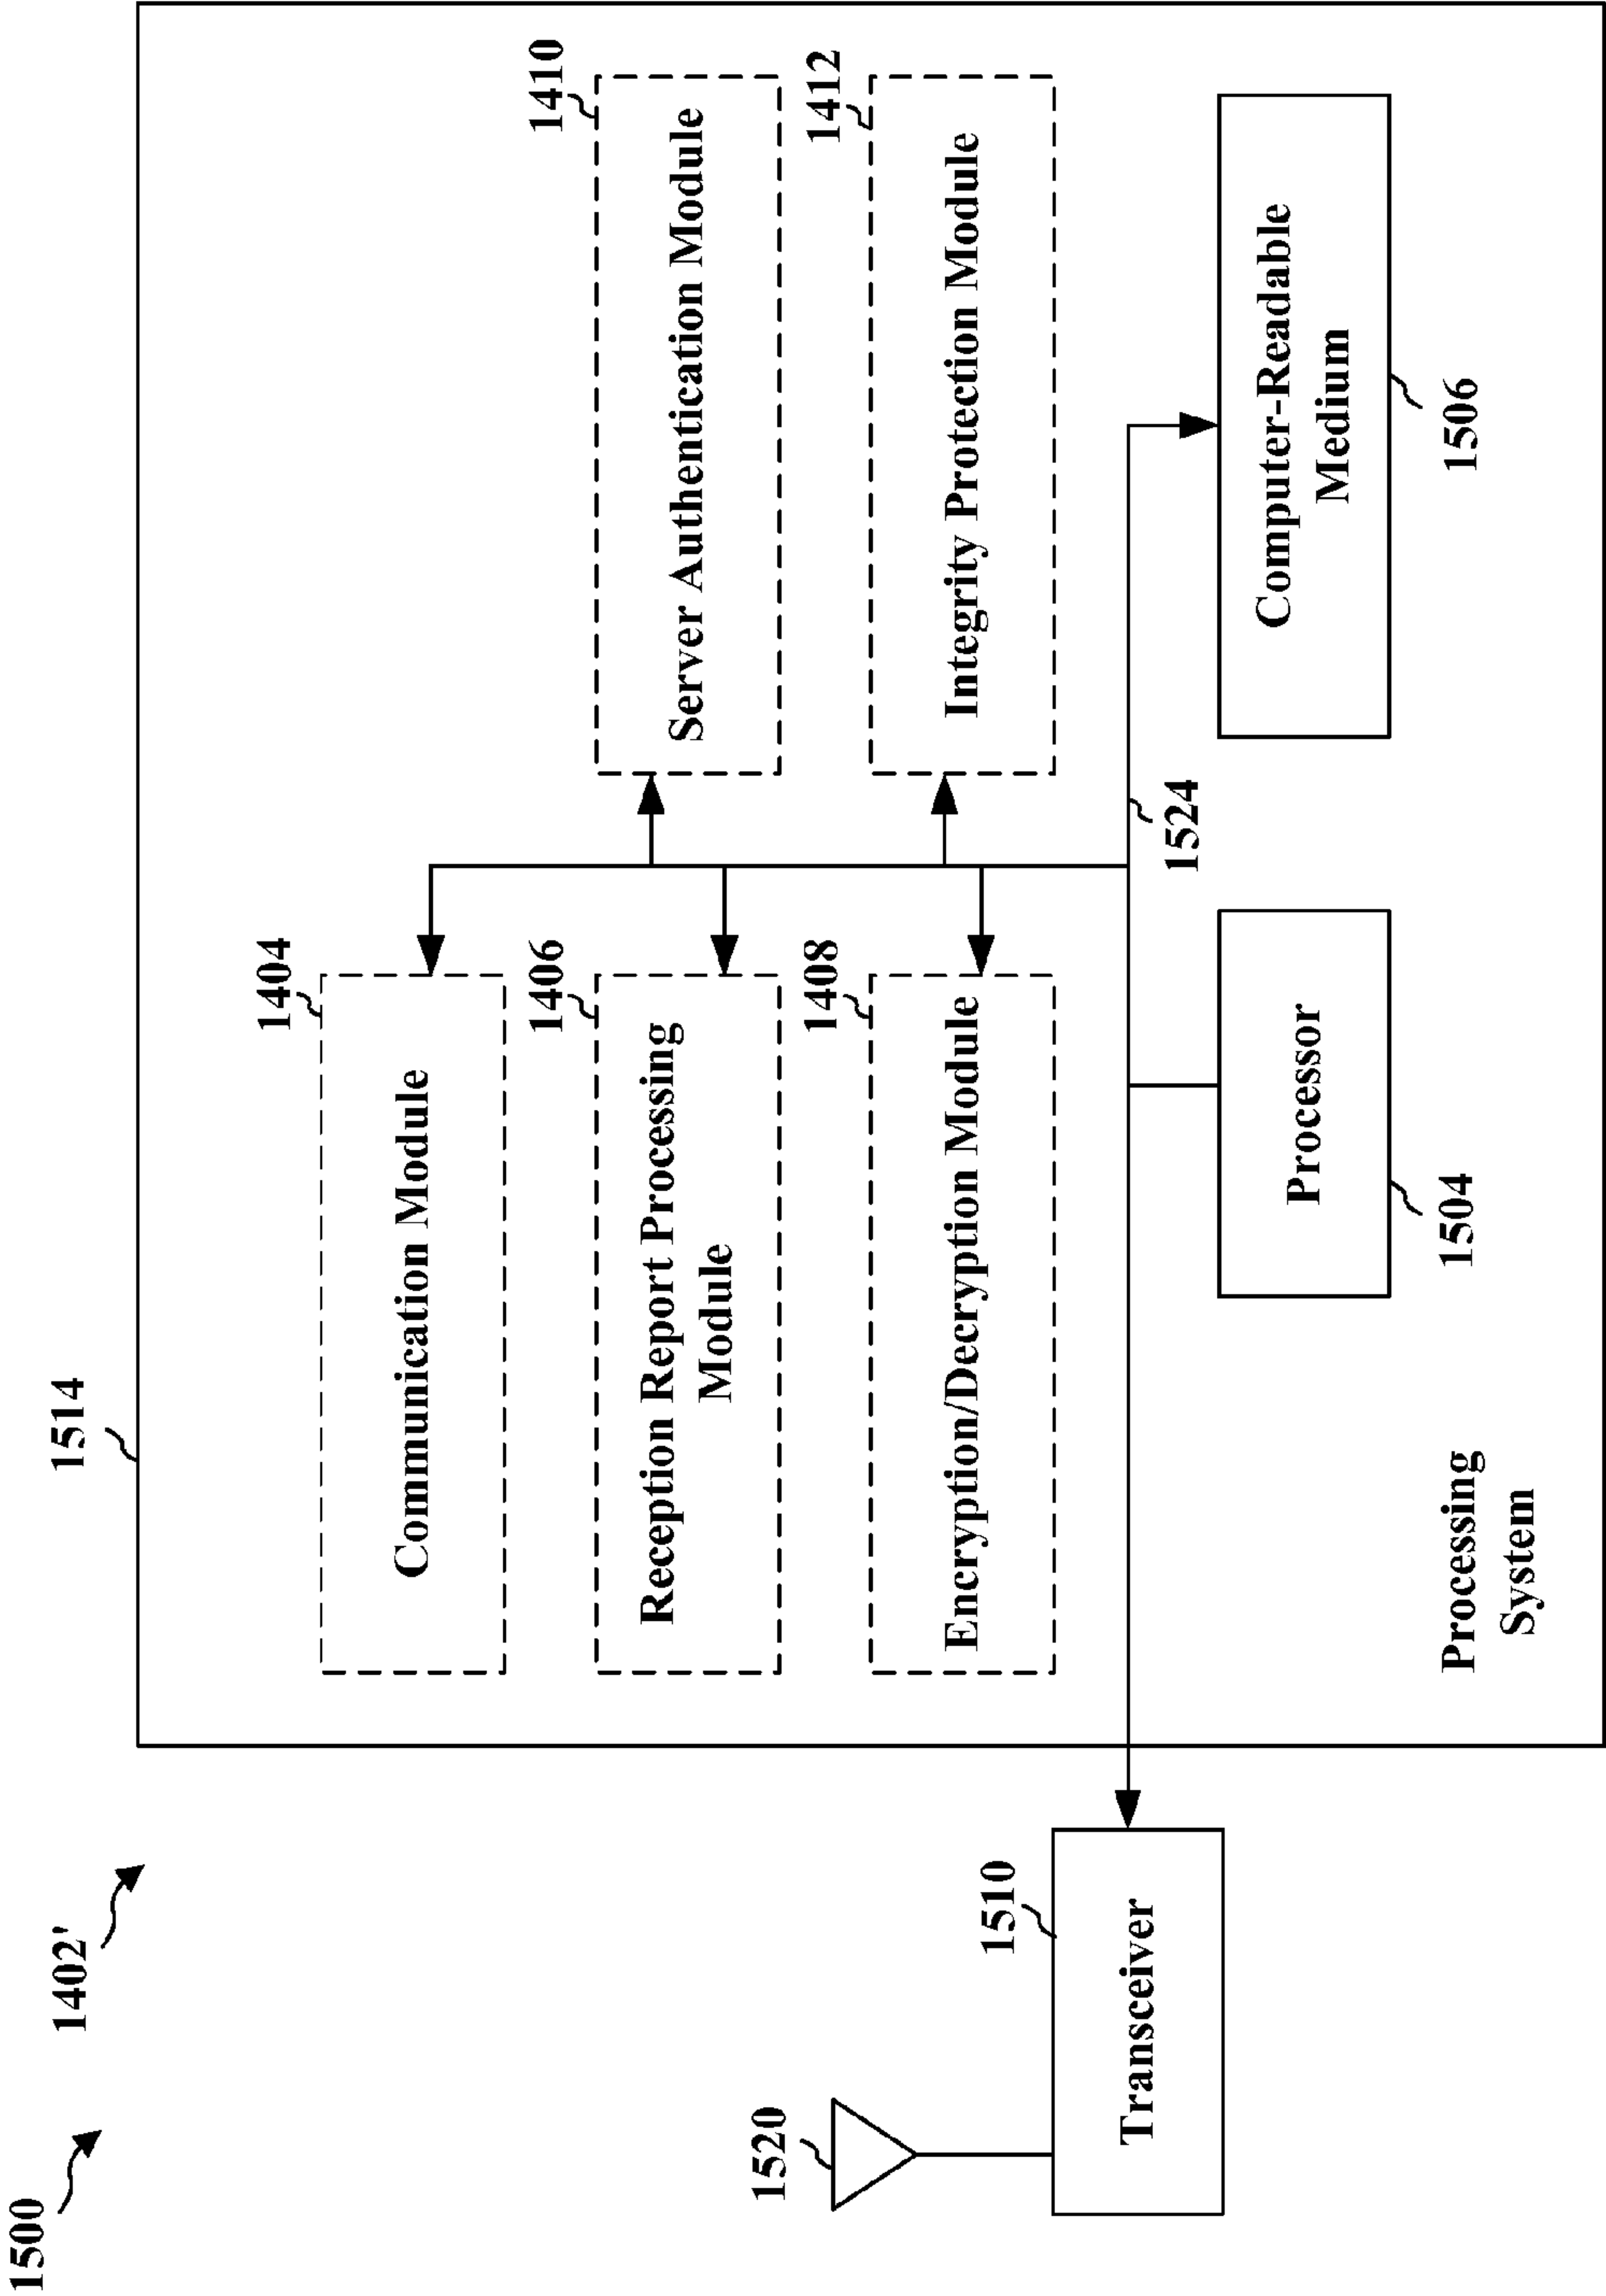 1500
1402'
1514
1404
Communication Module
1406
Reception Report Processing
Module
1408
Encryption/Decryption Module
1410
Server Authentication Module
1412
Integrity Protection Module
1520
1510
Transceiver
1524
Processor
1504
Computer-Readable
Medium
1506
Processing
System